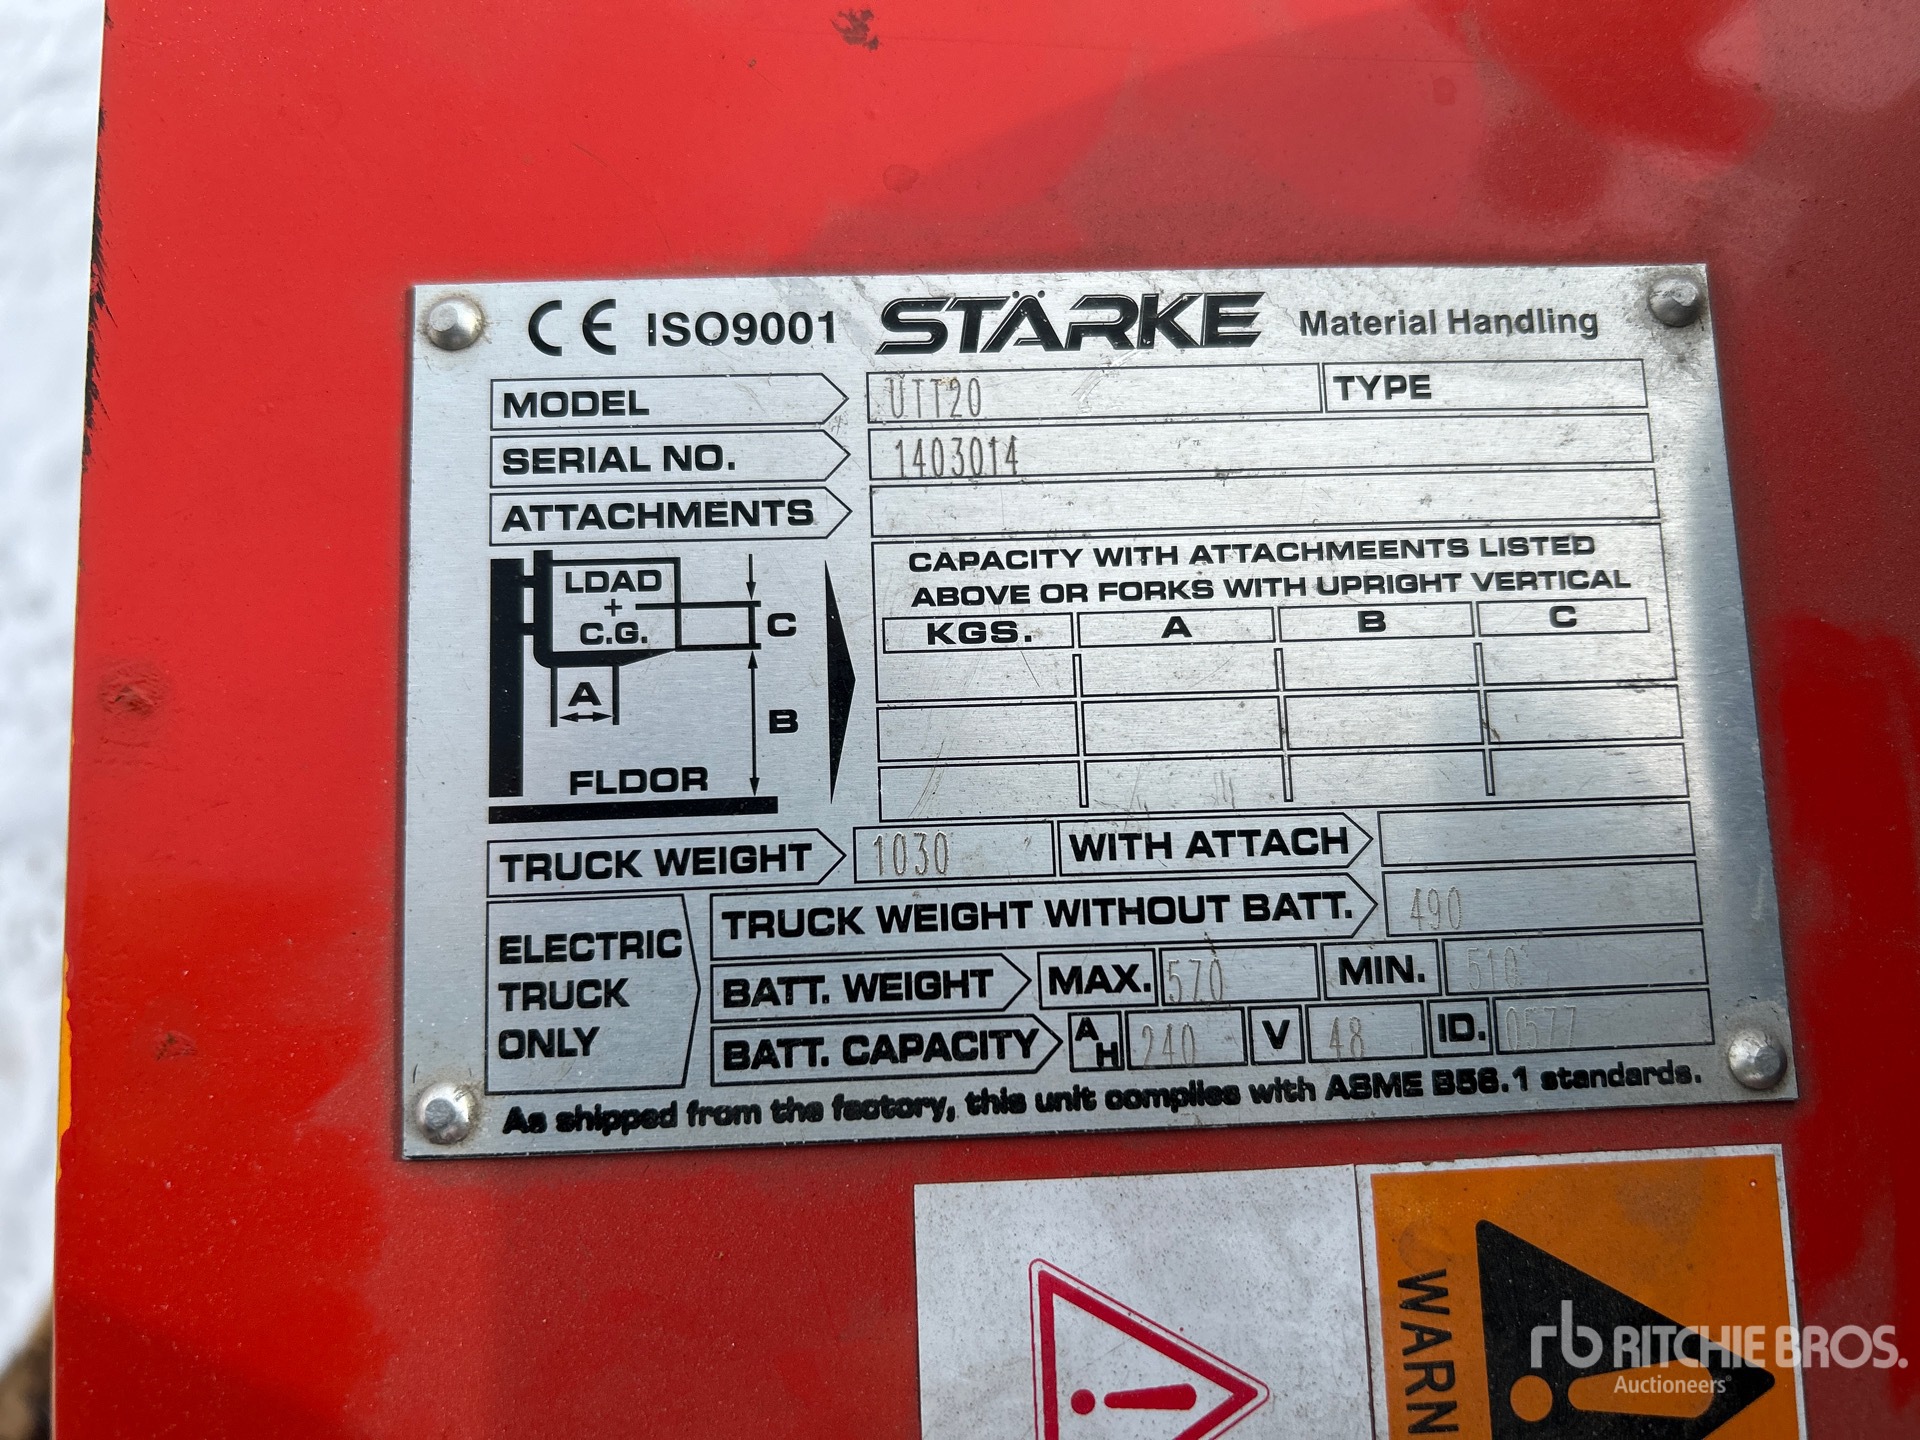 CE ISO9001 STÄRKE Material Handling
MODEL UTT20 TYPE
SERIAL NO. 1403014
ATTACHMENTS
LDAD
+
C.G.
C
A
B
FLDOR
CAPACITY WITH ATTACHMEENTS LISTED
ABOVE OR FORKS WITH UPRIGHT VERTICAL
KGS. A B C
TRUCK WEIGHT 1030 WITH ATTACH
ELECTRIC
TRUCK
ONLY
TRUCK WEIGHT WITHOUT BATT. 490
BATT. WEIGHT MAX. 570 MIN. 510
BATT. CAPACITY AH 240 V 48 ID. 0577
As shipped from the factory, this unit complies with ASME B56.1 standards.
WARN
rb RITCHIE BROS.
Auctioneers